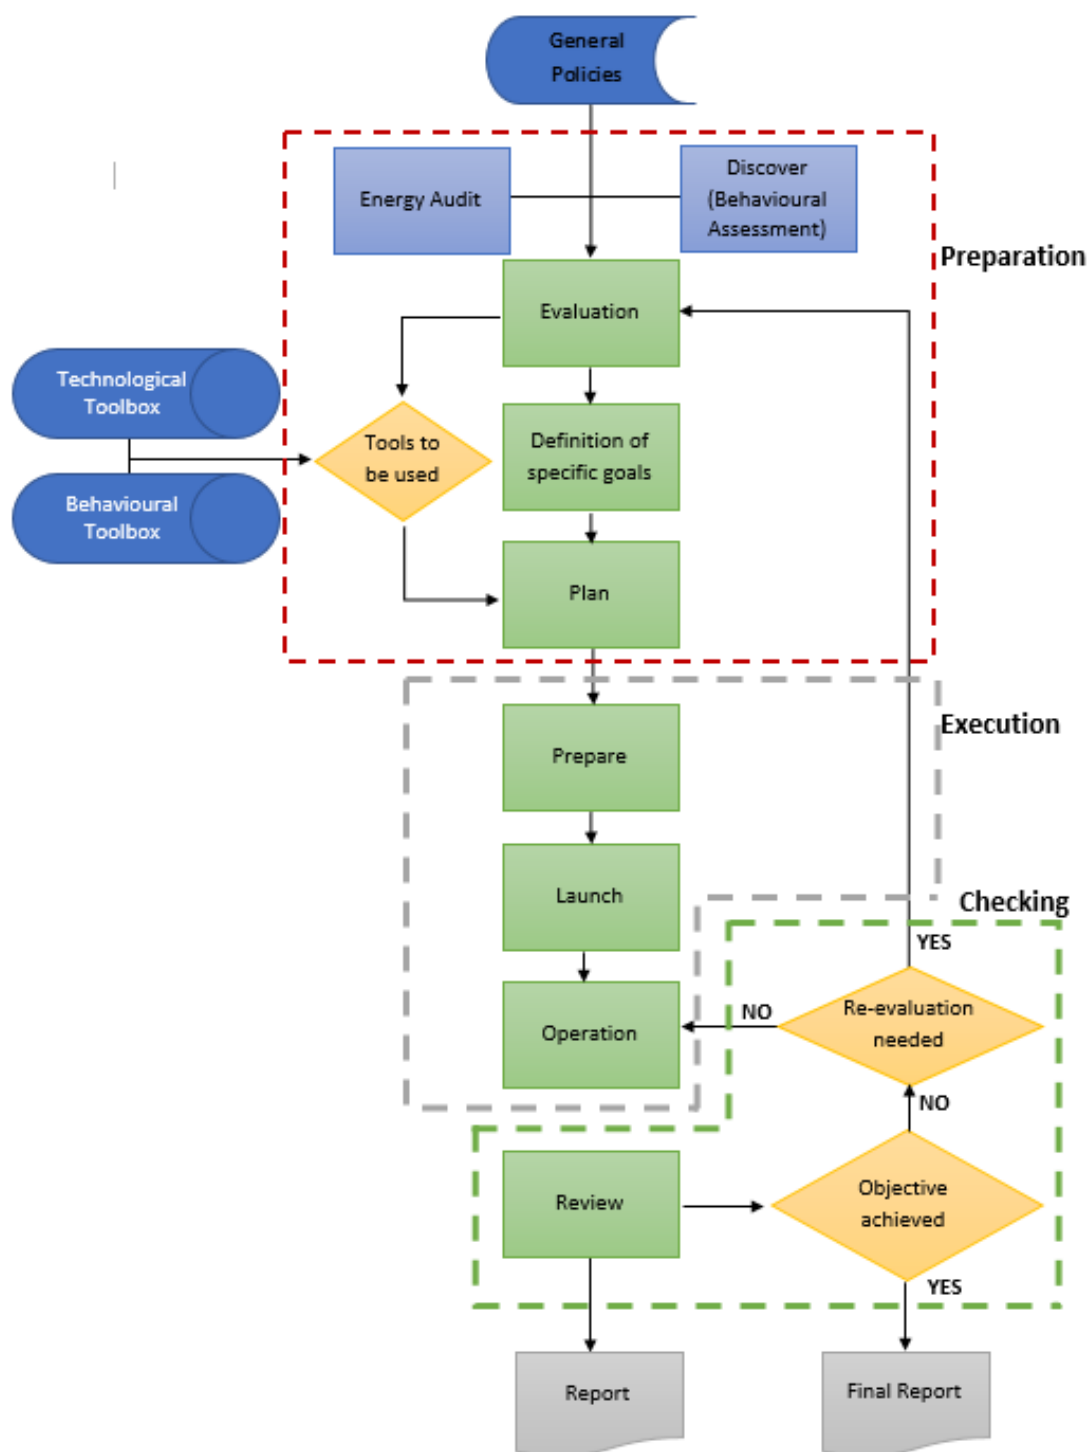 General
Policies
Energy Audit
Discover
(Behavioural
Assessment)
Preparation
Evaluation
Technological
Toolbox
Tools to
be used
Definition of
specific goals
Behavioural
Toolbox
Plan
Execution
Prepare
Launch
Checking
YES
Re-evaluation
needed
NO
Operation
NO
Review
Objective
achieved
YES
Report
Final Report